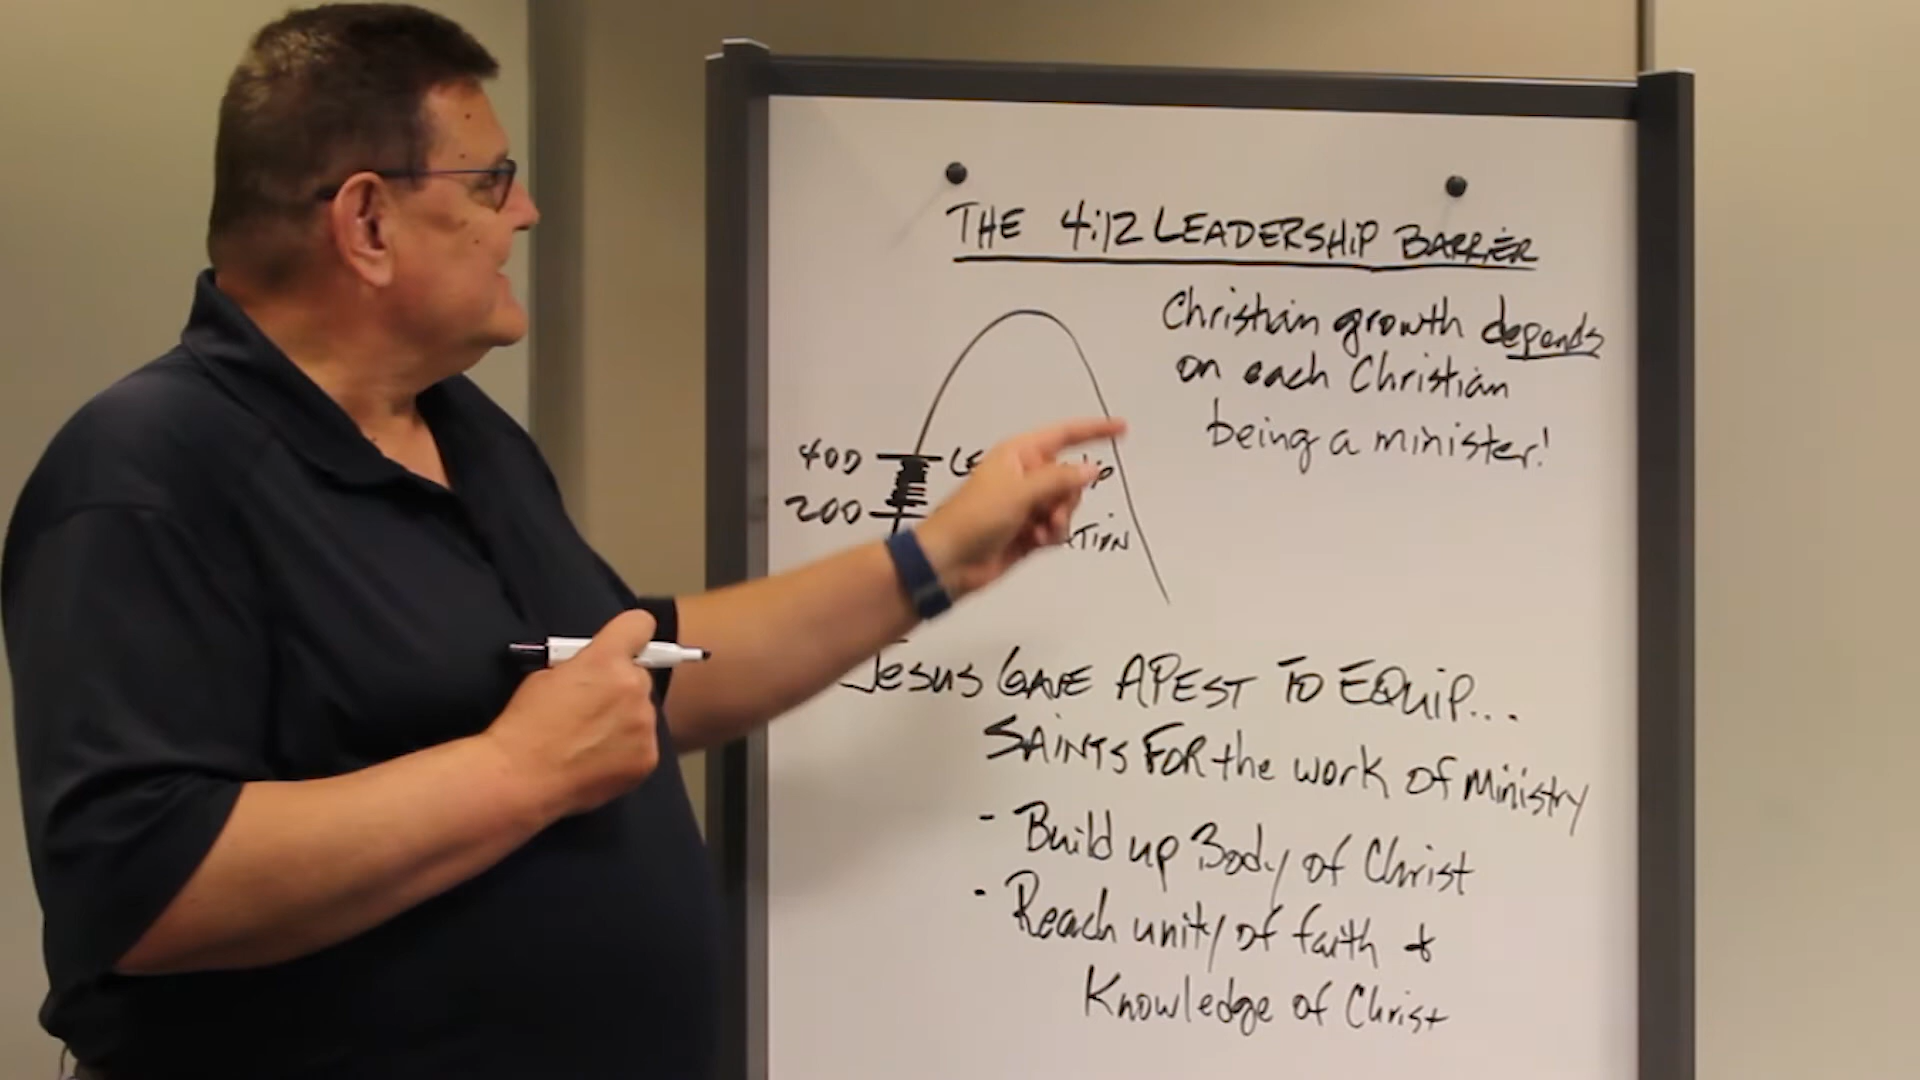 THE 4:12 LEADERSHIP BARRIER
Christian growth depends
on each Christian
being a minister!
400
200
Jesus GAVE APEST TO EQUIP...
SAINTS FOR the work of ministry
- Build up Body of Christ
- Reach unity of faith &
Knowledge of Christ